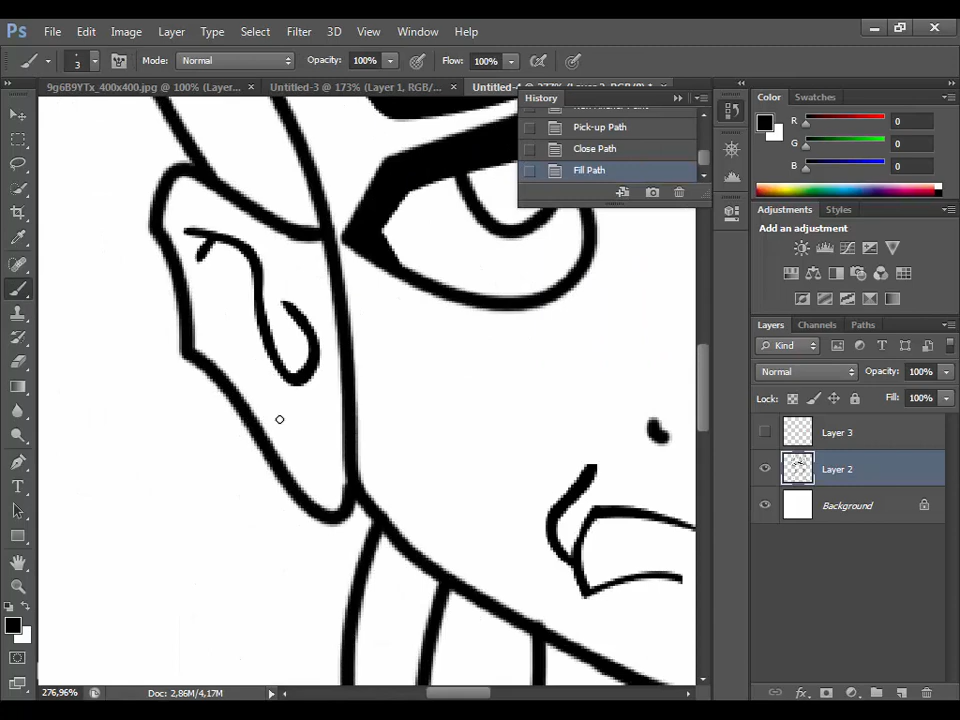 Ps File Edit Image Layer Type Select Filter 3D View Window Help
3 Mode: Normal Opacity: 100% Flow: 100%
9g6B9YTx_400x400.jpg @ 100% (Layer... × Untitled-3 @ 173% (Layer 1, RGB/... ×
History
Pick-up Path
Close Path
Fill Path
Color Swatches
R 0
G 0
B 0
Adjustments Styles
Add an adjustment
Layers Channels Paths
Kind
Normal Opacity: 100%
Lock: Fill: 100%
Layer 3
Layer 2
Background
276,96% Doc: 2,86M/4,17M